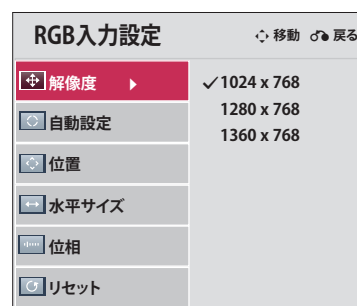 RGB入力設定
移動 戻る
解像度
1024 x 768
1280 x 768
1360 x 768
自動設定
位置
水平サイズ
位相
リセット